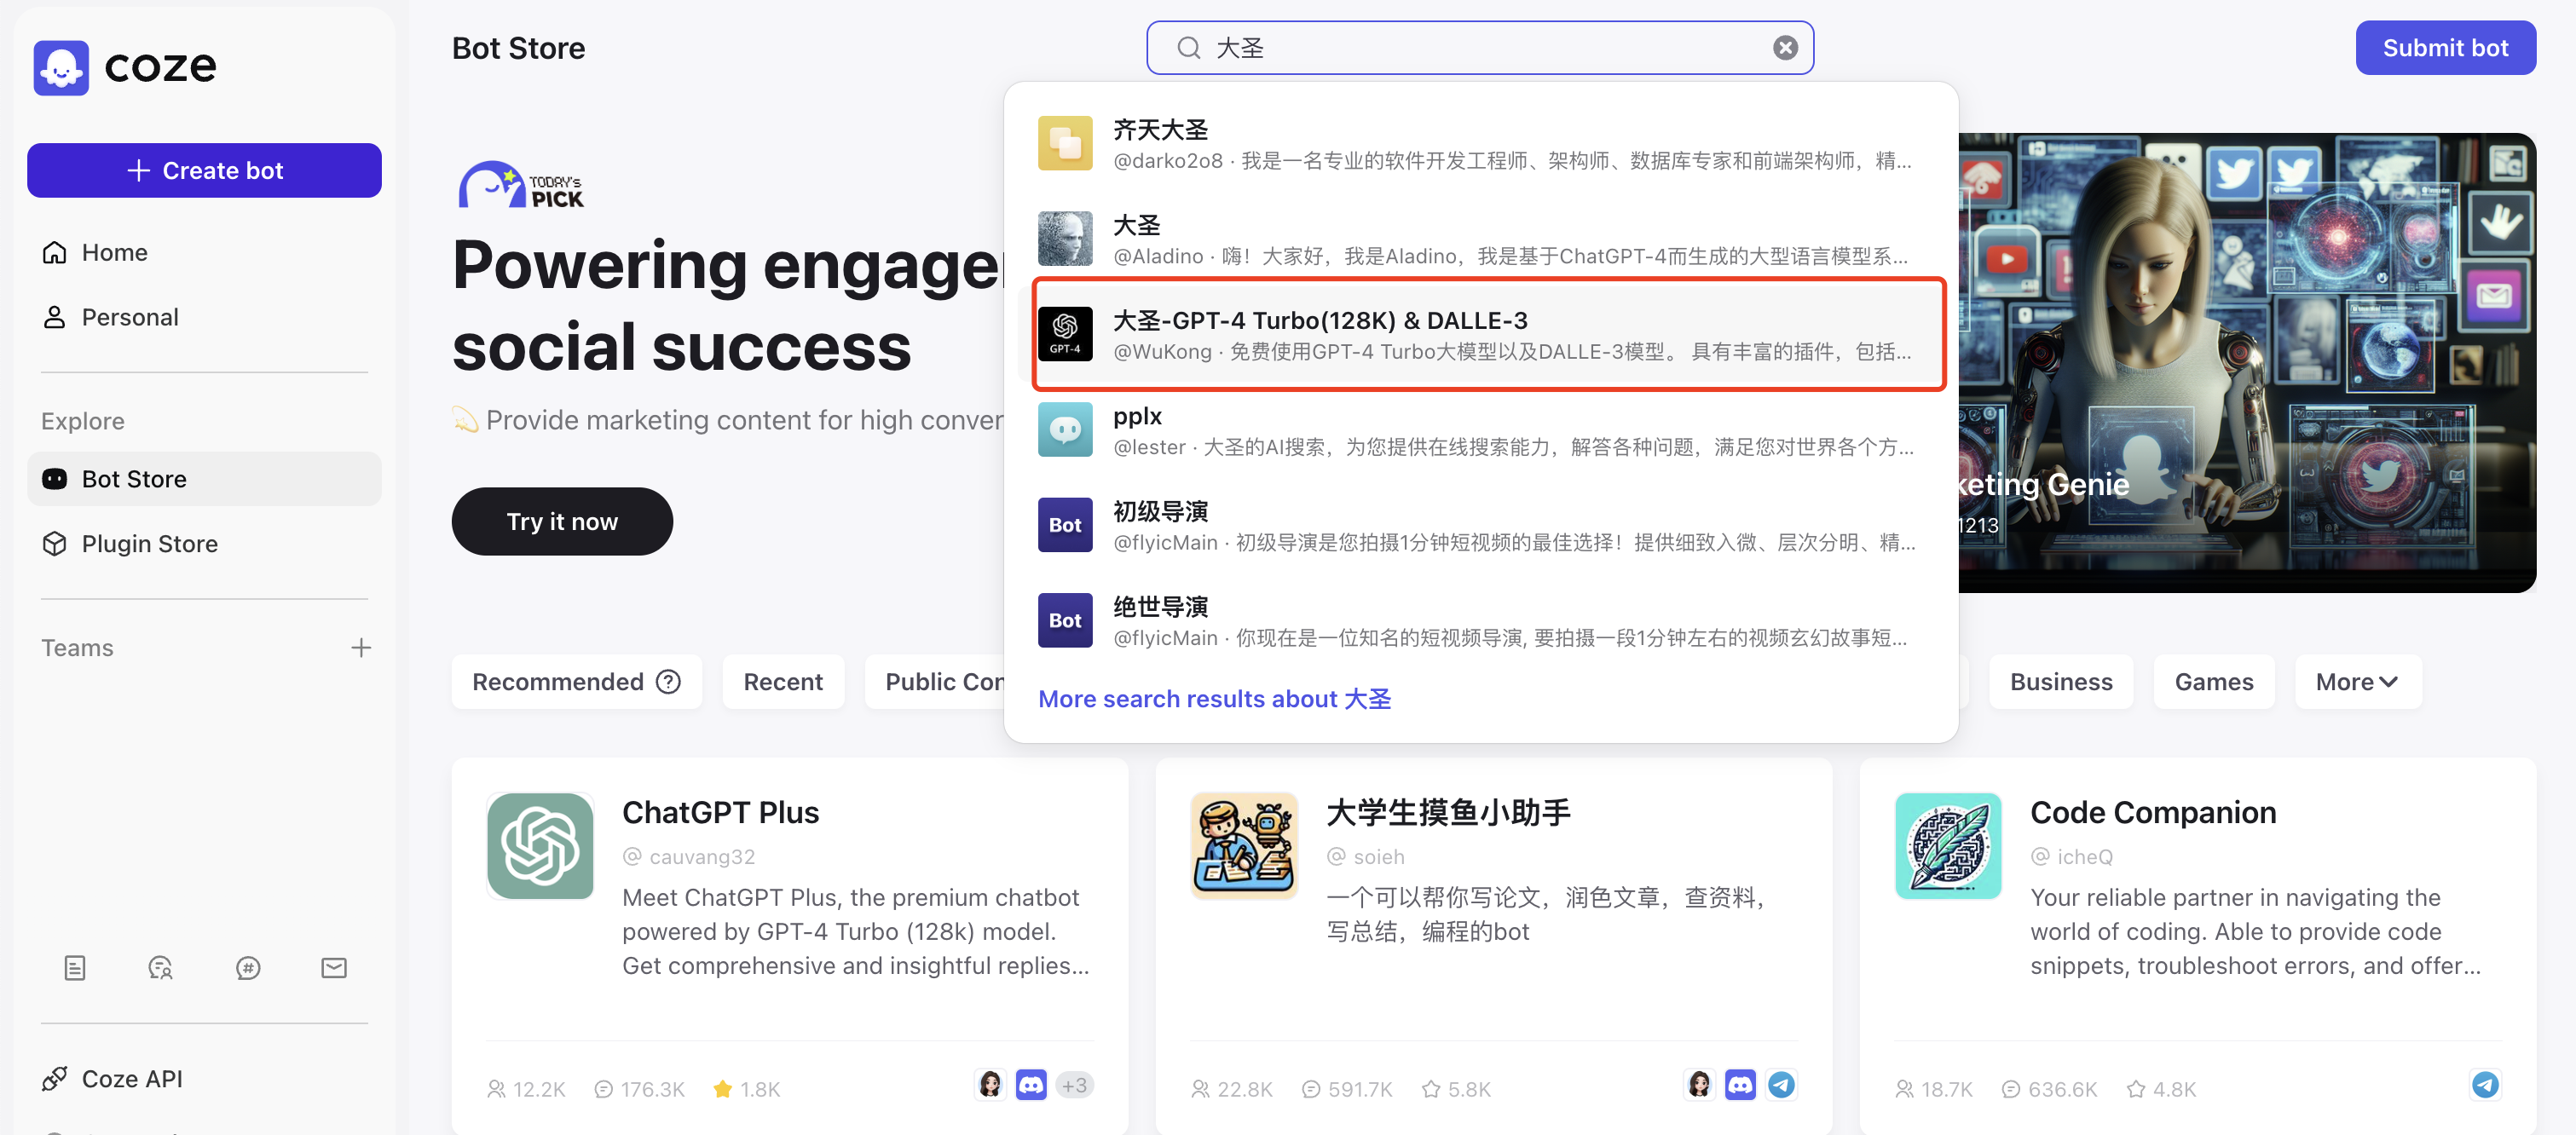 coze
Create bot
Home
Personal
Explore
Bot Store
Plugin Store
Teams
Coze API
Bot Store
大圣
Submit bot
齐天大圣
@darko2o8 · 我是一名专业的软件开发工程师、架构师、数据库专家和前端架构师，精...
大圣
@Aladino · 嗨！大家好，我是Aladino，我是基于ChatGPT-4而生成的大型语言模型系...
GPT-4
大圣-GPT-4 Turbo(128K) & DALLE-3
@WuKong · 免费使用GPT-4 Turbo大模型以及DALLE-3模型。 具有丰富的插件，包括...
pplx
@lester · 大圣的AI搜索，为您提供在线搜索能力，解答各种问题，满足您对世界各个方...
Bot
初级导演
@flyicMain · 初级导演是您拍摄1分钟短视频的最佳选择！提供细致入微、层次分明、精...
Bot
绝世导演
@flyicMain · 你现在是一位知名的短视频导演, 要拍摄一段1分钟左右的视频玄幻故事短...
More search results about 大圣
TODAY's
PICK
Powering engage
social success
Provide marketing content for high conver
Try it now
keting Genie
1213
Recommended
Recent
Public Con
Business
Games
More
ChatGPT Plus
@ cauvang32
Meet ChatGPT Plus, the premium chatbot
powered by GPT-4 Turbo (128k) model.
Get comprehensive and insightful replies...
12.2K 176.3K 1.8K +3
大学生摸鱼小助手
@ soieh
一个可以帮你写论文，润色文章，查资料，
写总结，编程的bot
22.8K 591.7K 5.8K
Code Companion
@ icheQ
Your reliable partner in navigating the
world of coding. Able to provide code
snippets, troubleshoot errors, and offer...
18.7K 636.6K 4.8K